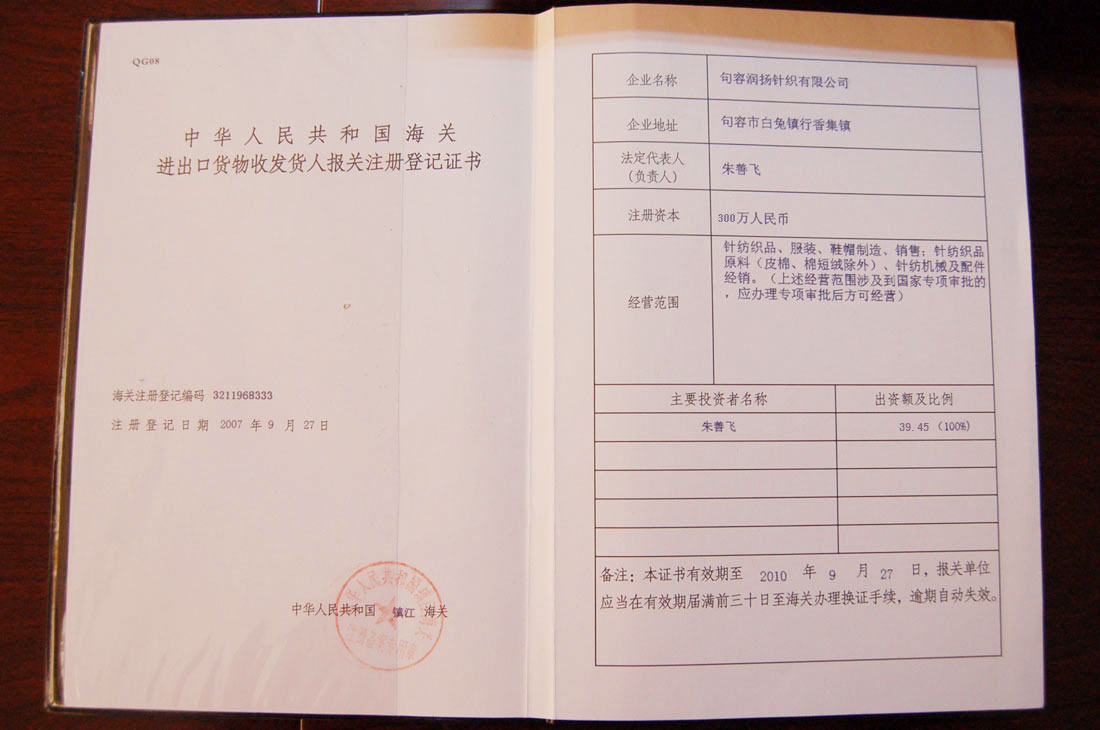 QG08
中华人民共和国海关
进出口货物收发货人报关注册登记证书
海关注册登记编码 3211968333
注册登记日期 2007 年 9 月 27 日
中华人民共和国 镇江 海关
企业名称 句容润扬针织有限公司
企业地址 句容市白兔镇行香集镇
法定代表人
(负责人) 朱善飞
注册资本 300万人民币
经营范围
针纺织品、服装、鞋帽制造、销售；针纺织品
原料（皮棉、棉短绒除外）、针纺机械及配件
经销。（上述经营范围涉及到国家专项审批的
，应办理专项审批后方可经营）
主要投资者名称 出资额及比例
朱善飞 39.45 (100%)
备注：本证书有效期至 2010 年 9 月 27 日，报关单位
应当在有效期届满前三十日至海关办理换证手续，逾期自动失效。